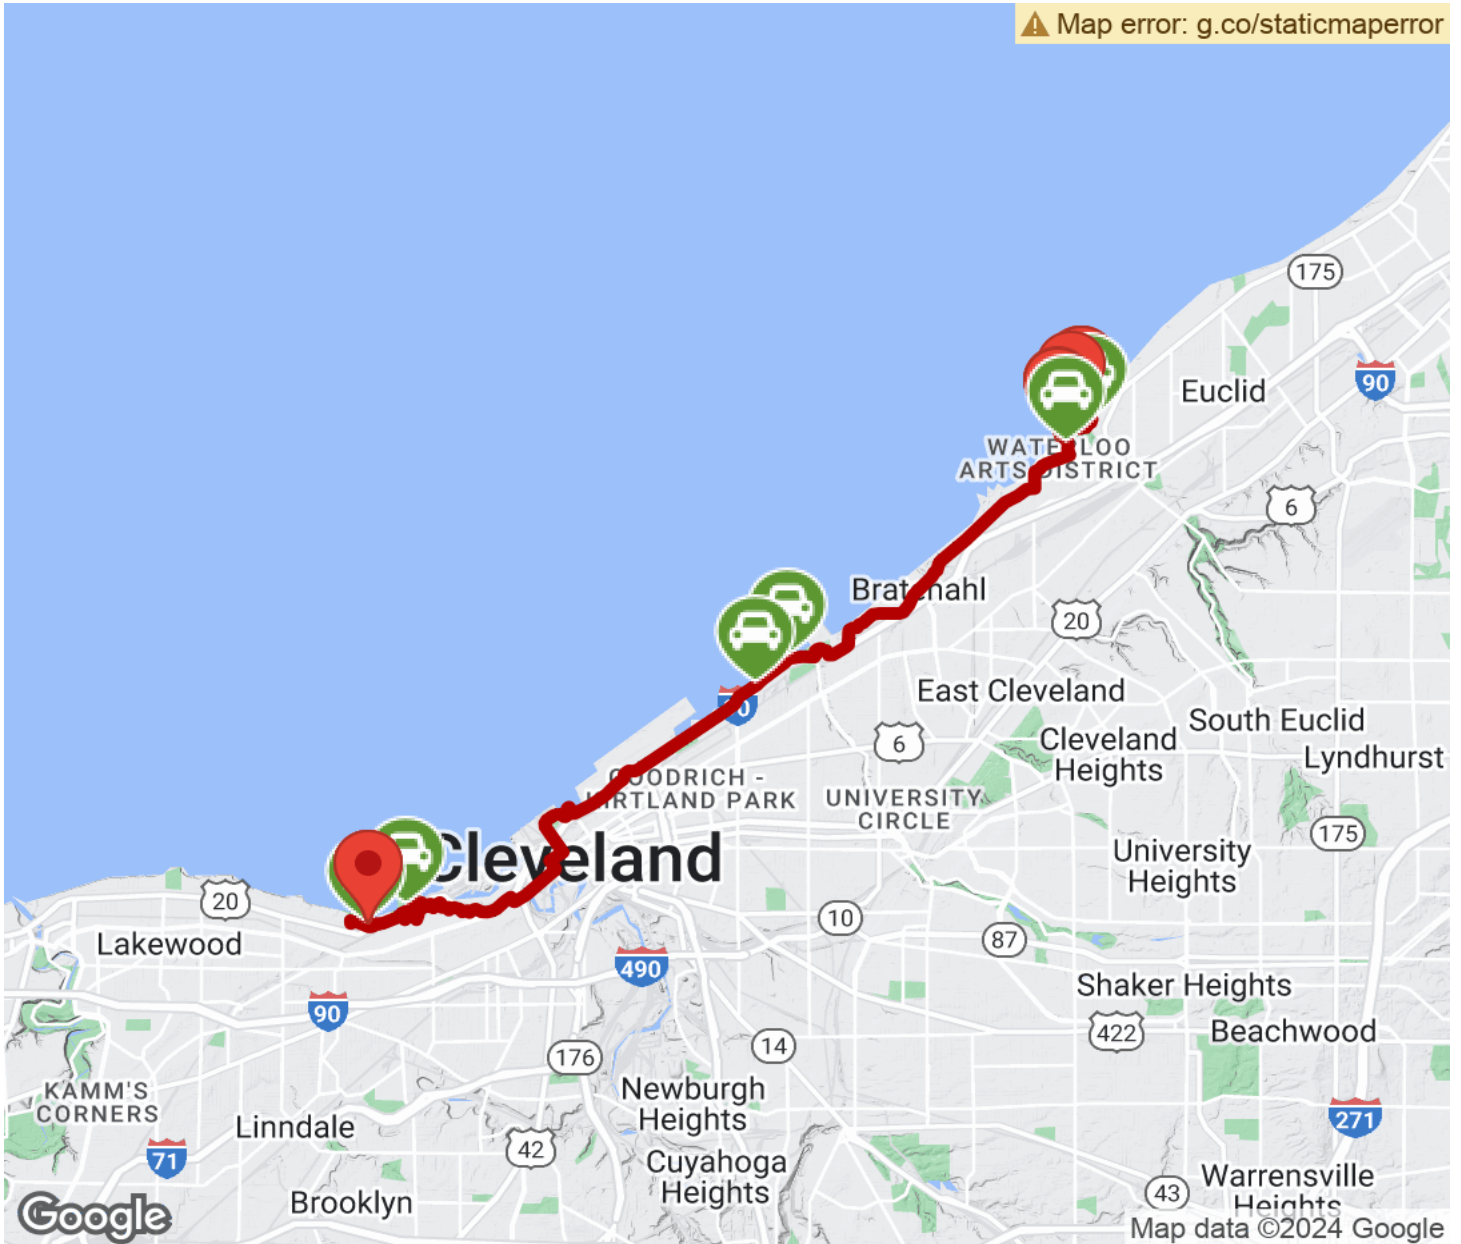 Map error: g.co/staticmaperror
175
90
Euclid
WATERLOO
ARTS DISTRICT
6
Bratenahl
20
East Cleveland
South Euclid
6
Cleveland
Heights
Lyndhurst
GOODRICH -
KIRTLAND PARK
UNIVERSITY
CIRCLE
175
Cleveland
University
Heights
20
10
87
Lakewood
490
Shaker Heights
90
422
Beachwood
14
176
KAMM'S
CORNERS
Newburgh
Heights
271
Linndale
42
71
Cuyahoga
Heights
43
Warrensville
Heights
Brooklyn
Google
Map data ©2024 Google